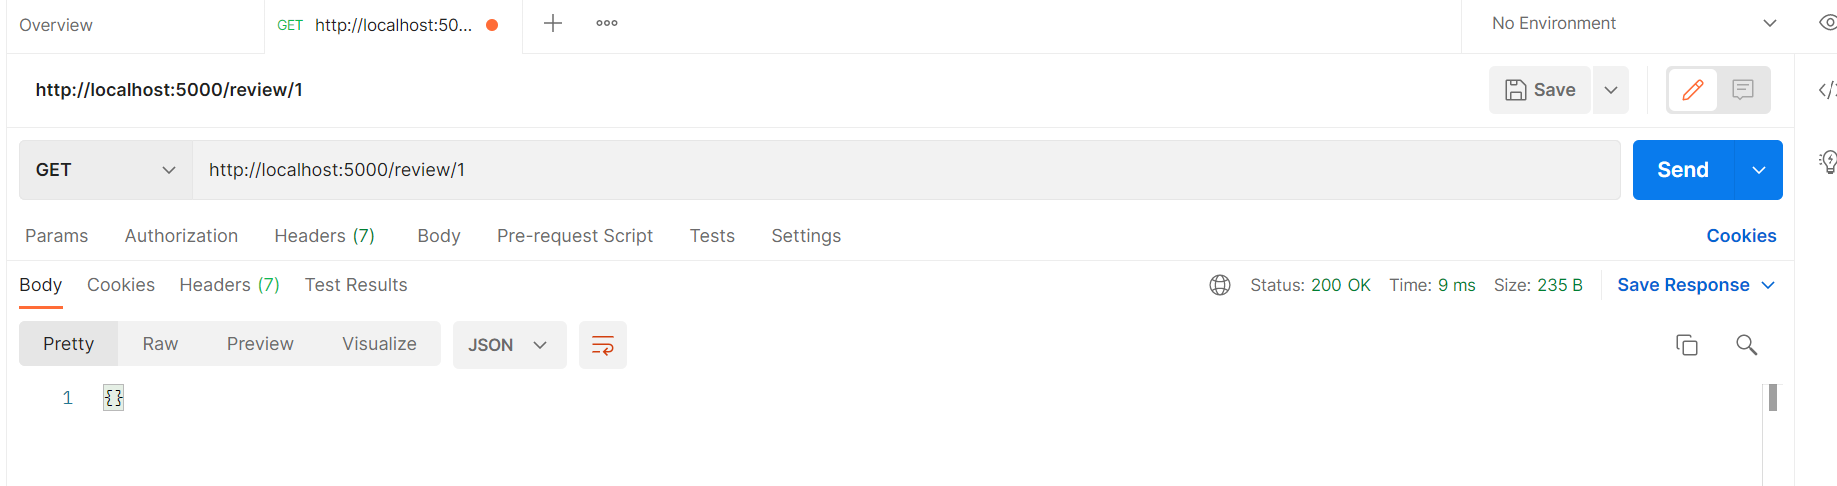 Overview
GET http://localhost:50...
No Environment
http://localhost:5000/review/1
Save
GET
http://localhost:5000/review/1
Send
Params Authorization Headers (7) Body Pre-request Script Tests Settings Cookies
Body Cookies Headers (7) Test Results Status: 200 OK Time: 9 ms Size: 235 B Save Response
Pretty Raw Preview Visualize JSON
1 {}